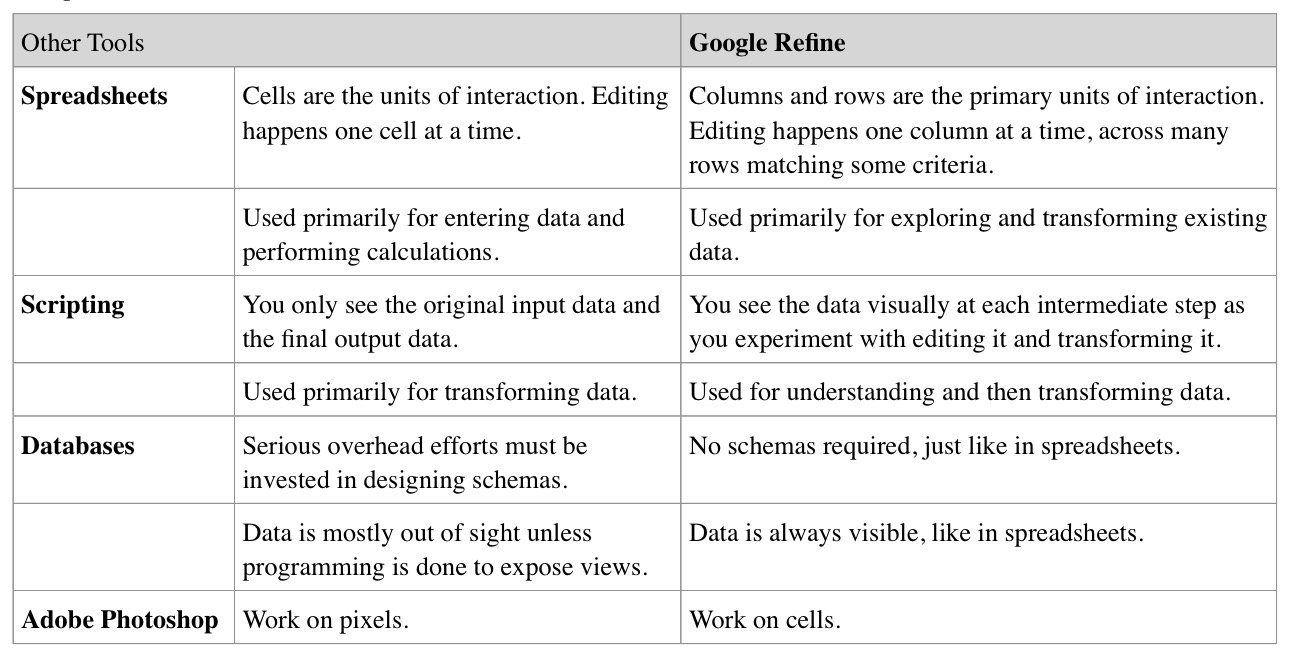 Other Tools
Google Refine
Spreadsheets
Cells are the units of interaction. Editing
happens one cell at a time.
Columns and rows are the primary units of interaction.
Editing happens one column at a time, across many
rows matching some criteria.
Used primarily for entering data and
performing calculations.
Used primarily for exploring and transforming existing
data.
Scripting
You only see the original input data and
the final output data.
You see the data visually at each intermediate step as
you experiment with editing it and transforming it.
Used primarily for transforming data.
Used for understanding and then transforming data.
Databases
Serious overhead efforts must be
invested in designing schemas.
No schemas required, just like in spreadsheets.
Data is mostly out of sight unless
programming is done to expose views.
Data is always visible, like in spreadsheets.
Adobe Photoshop
Work on pixels.
Work on cells.